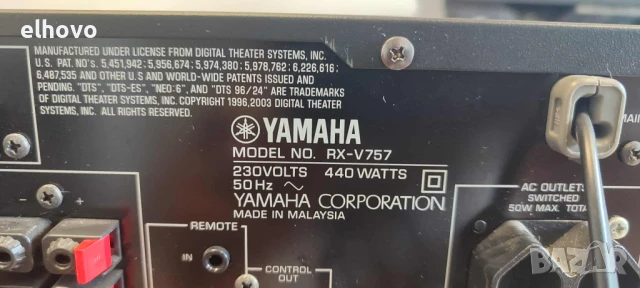 elhovo
MANUFACTURED UNDER LICENSE FROM DIGITAL THEATER SYSTEMS, INC.
U.S. PAT. NO's. 5,451,942; 5,956,674; 5,974,380; 5,978,762; 6,226,616;
6,487,535 AND OTHER U.S AND WORLD-WIDE PATENTS ISSUED AND
PENDING. "DTS", "DTS-ES", "NEO:6", AND "DTS 96/24" ARE TRADEMARKS
OF DIGITAL THEATER SYSTEMS, INC. COPYRIGHT 1996,2003 DIGITAL THEATER
SYSTEMS, INC. ALL RIGHTS RESERVED.
YAMAHA
MODEL NO. RX-V757
230VOLTS 440 WATTS
50 Hz ~
YAMAHA CORPORATION
MADE IN MALAYSIA
MAI
AC OUTLETS
SWITCHED
50W MAX. TOTA
REMOTE
IN
CONTROL
OUT
+
bazar